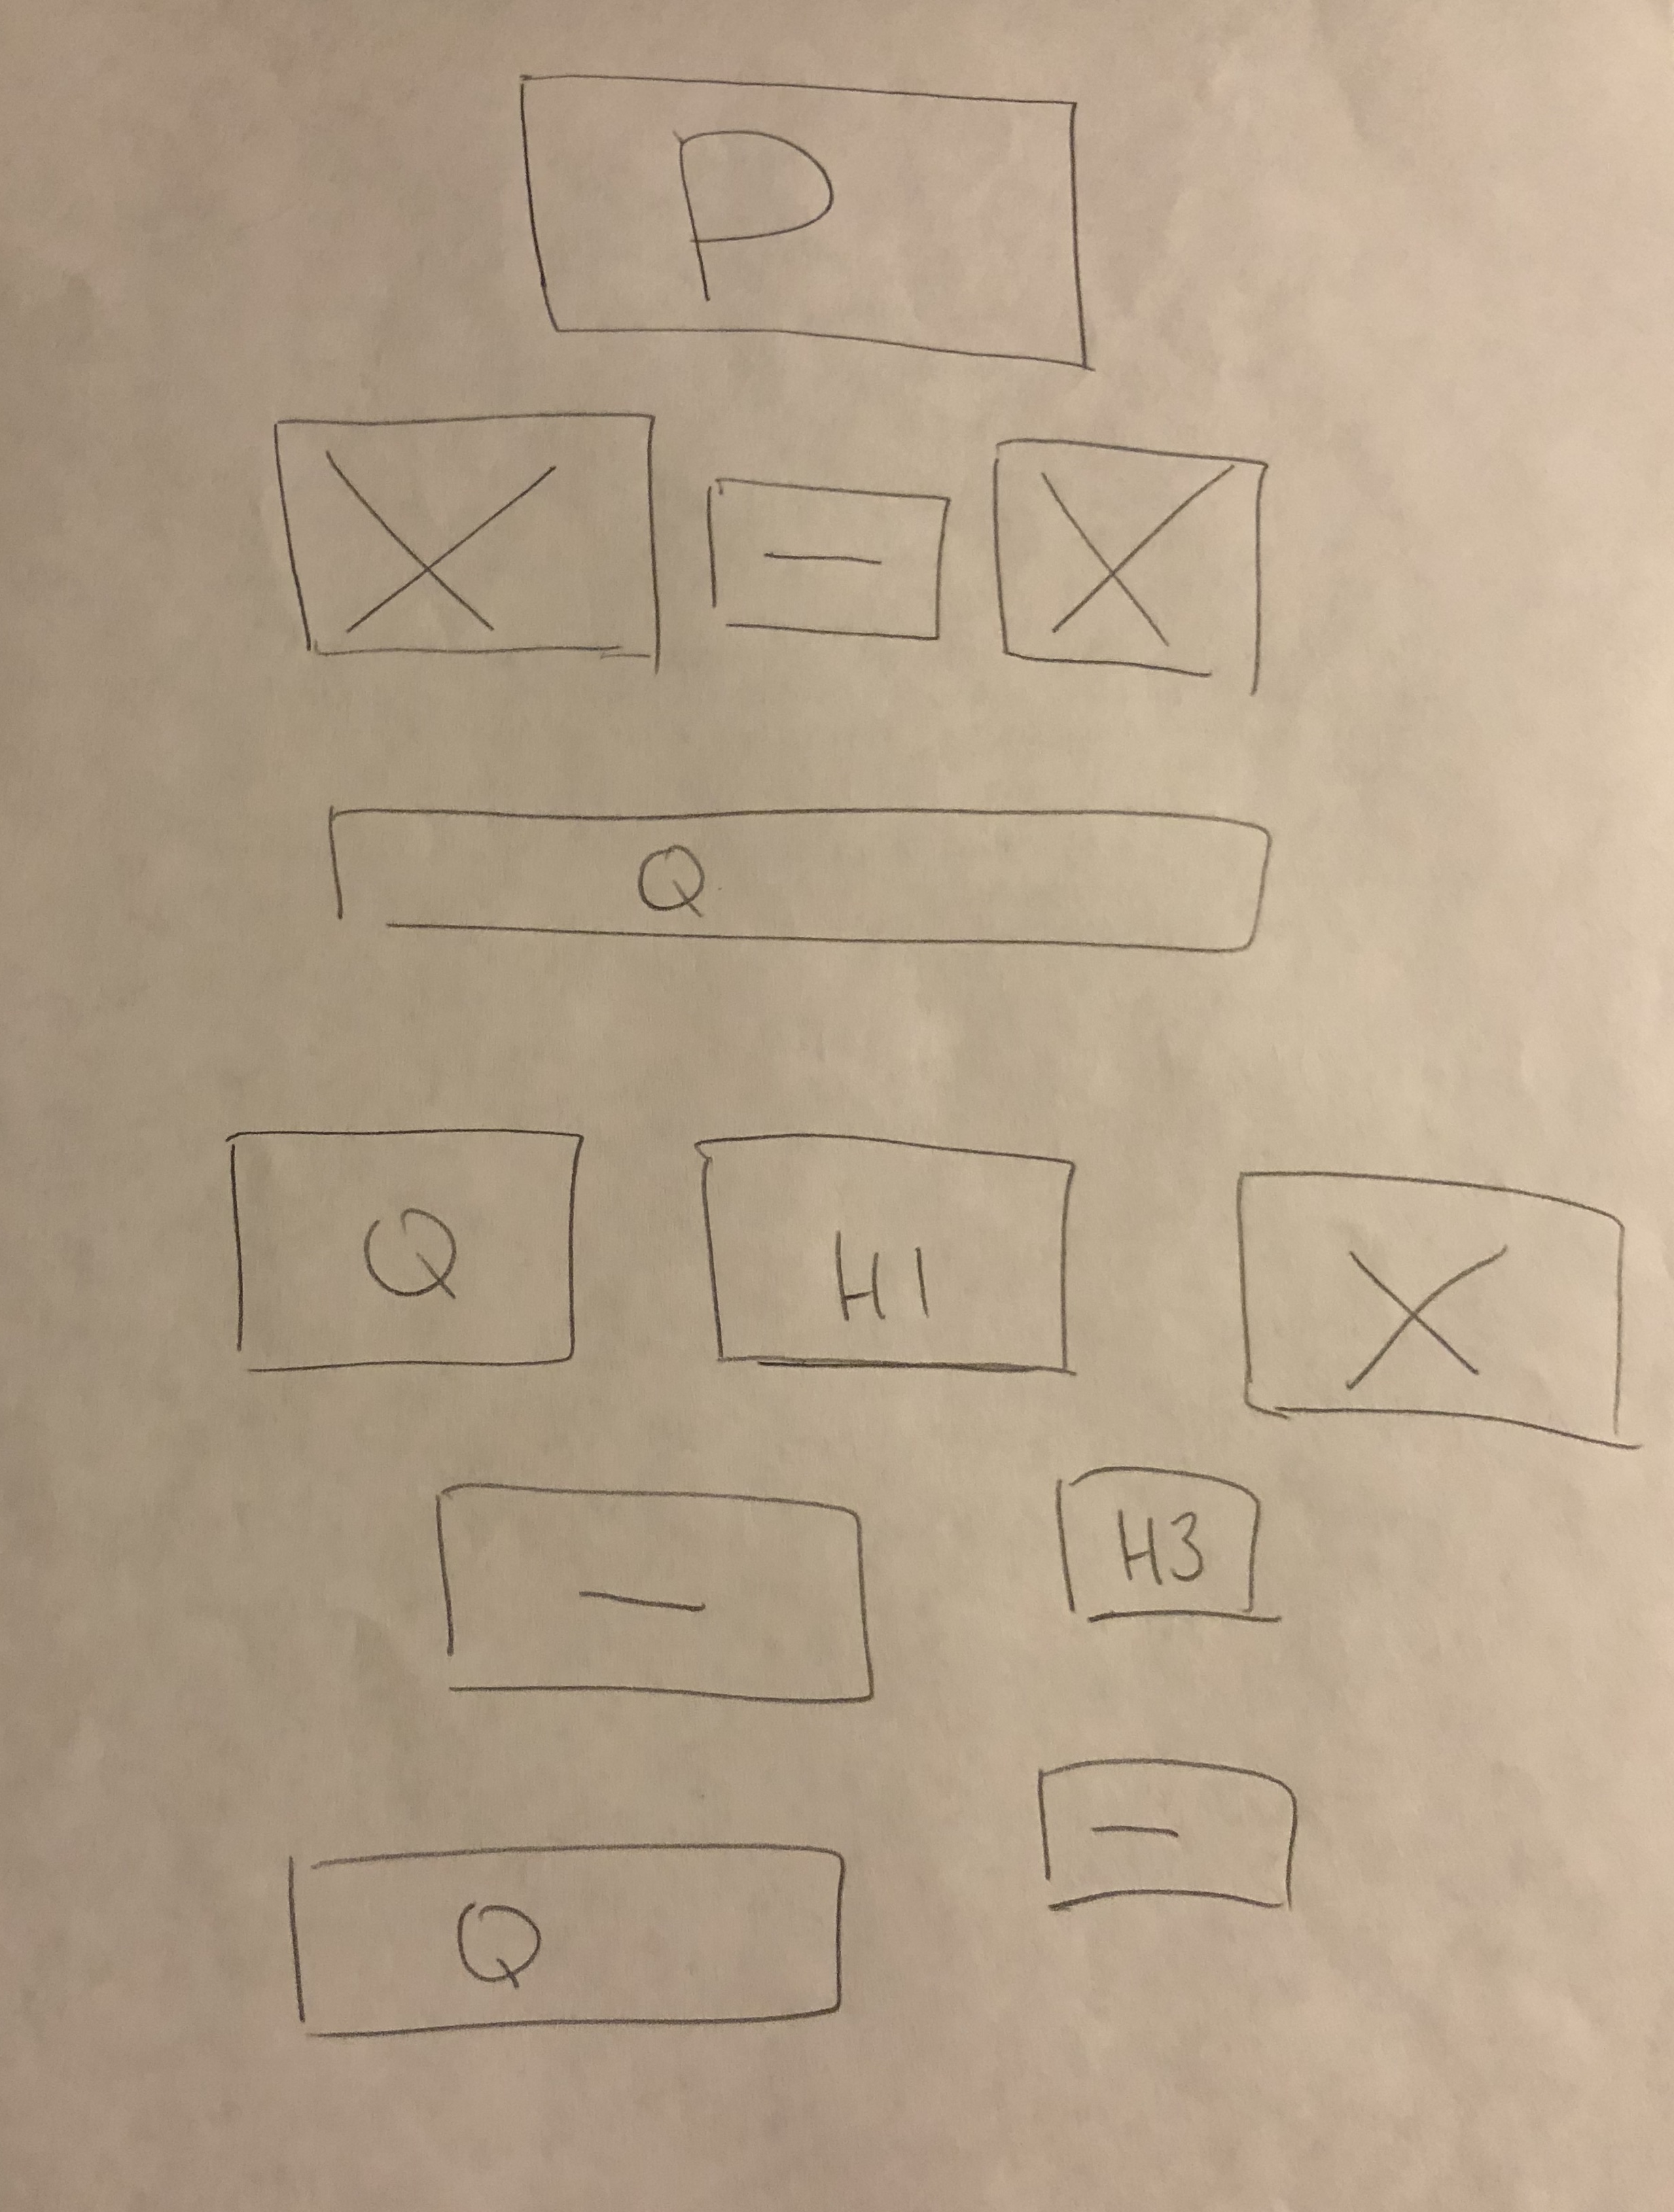 P
X — X
Q
Q H1 X
— H3
—
Q